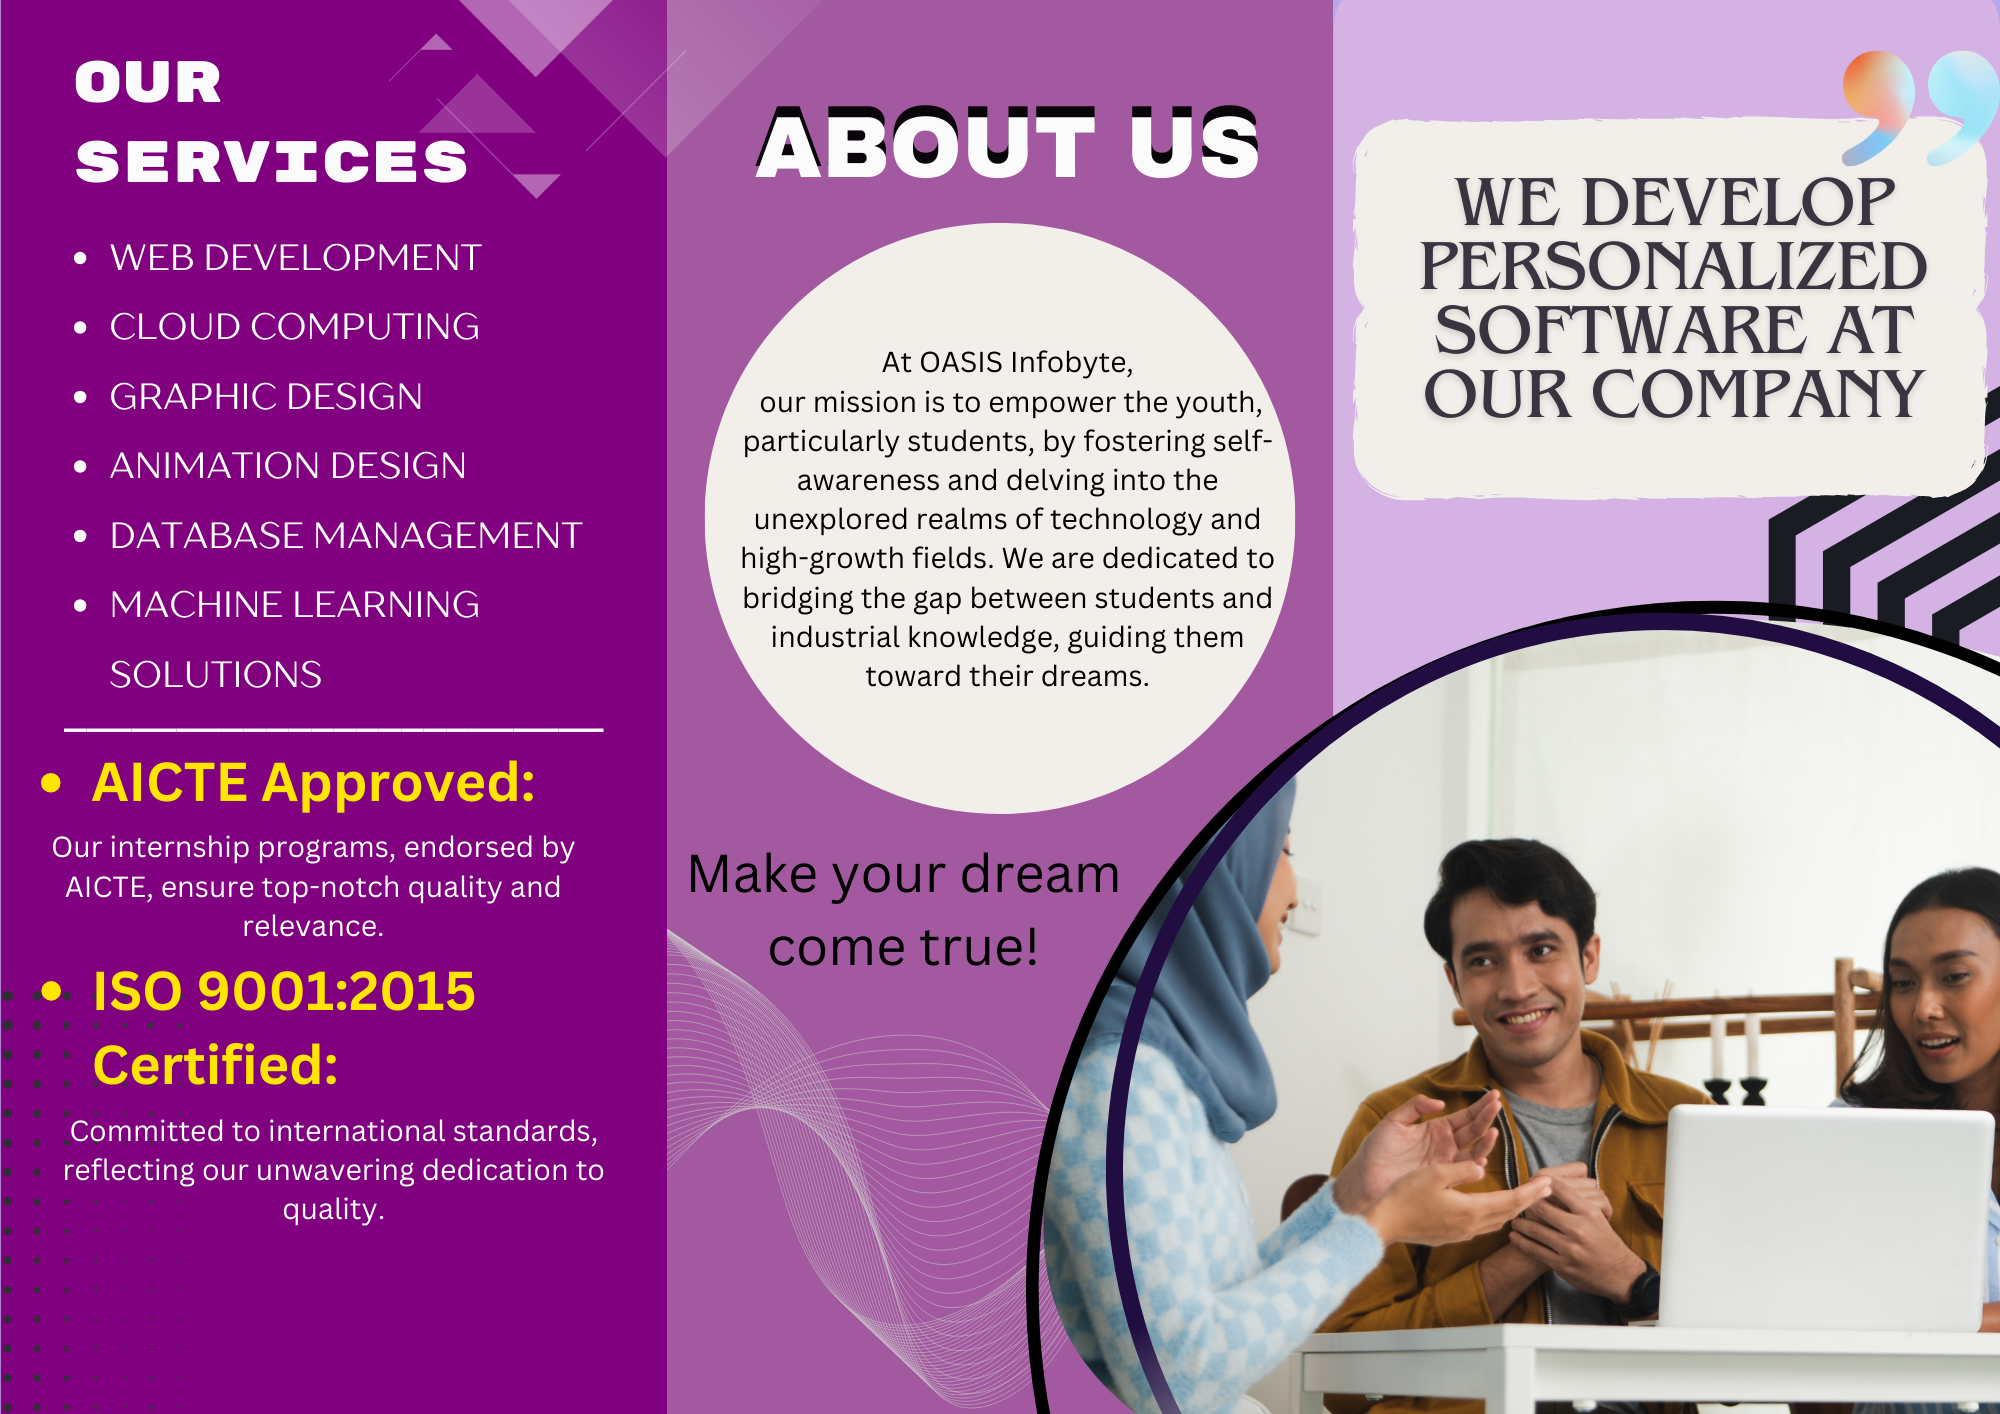 OUR
SERVICES
• WEB DEVELOPMENT
• CLOUD COMPUTING
• GRAPHIC DESIGN
• ANIMATION DESIGN
• DATABASE MANAGEMENT
• MACHINE LEARNING
SOLUTIONS
• AICTE Approved:
Our internship programs, endorsed by
AICTE, ensure top-notch quality and
relevance.
• ISO 9001:2015
Certified:
Committed to international standards,
reflecting our unwavering dedication to
quality.
ABOUT US
At OASIS Infobyte,
our mission is to empower the youth,
particularly students, by fostering self-
awareness and delving into the
unexplored realms of technology and
high-growth fields. We are dedicated to
bridging the gap between students and
industrial knowledge, guiding them
toward their dreams.
Make your dream
come true!
WE DEVELOP
PERSONALIZED
SOFTWARE AT
OUR COMPANY